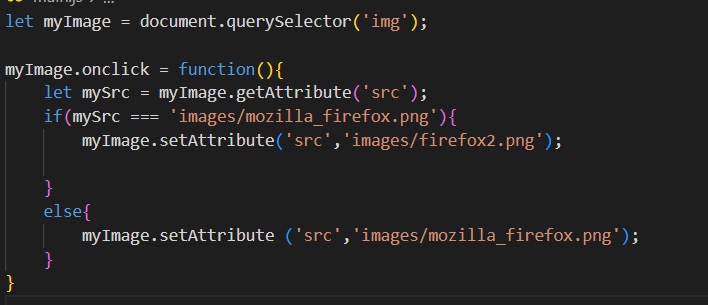 let myImage = document.querySelector('img');
myImage.onclick = function(){
let mySrc = myImage.getAttribute('src');
if(mySrc === 'images/mozilla_firefox.png'){
myImage.setAttribute('src','images/firefox2.png');
}
else{
myImage.setAttribute ('src','images/mozilla_firefox.png');
}
}